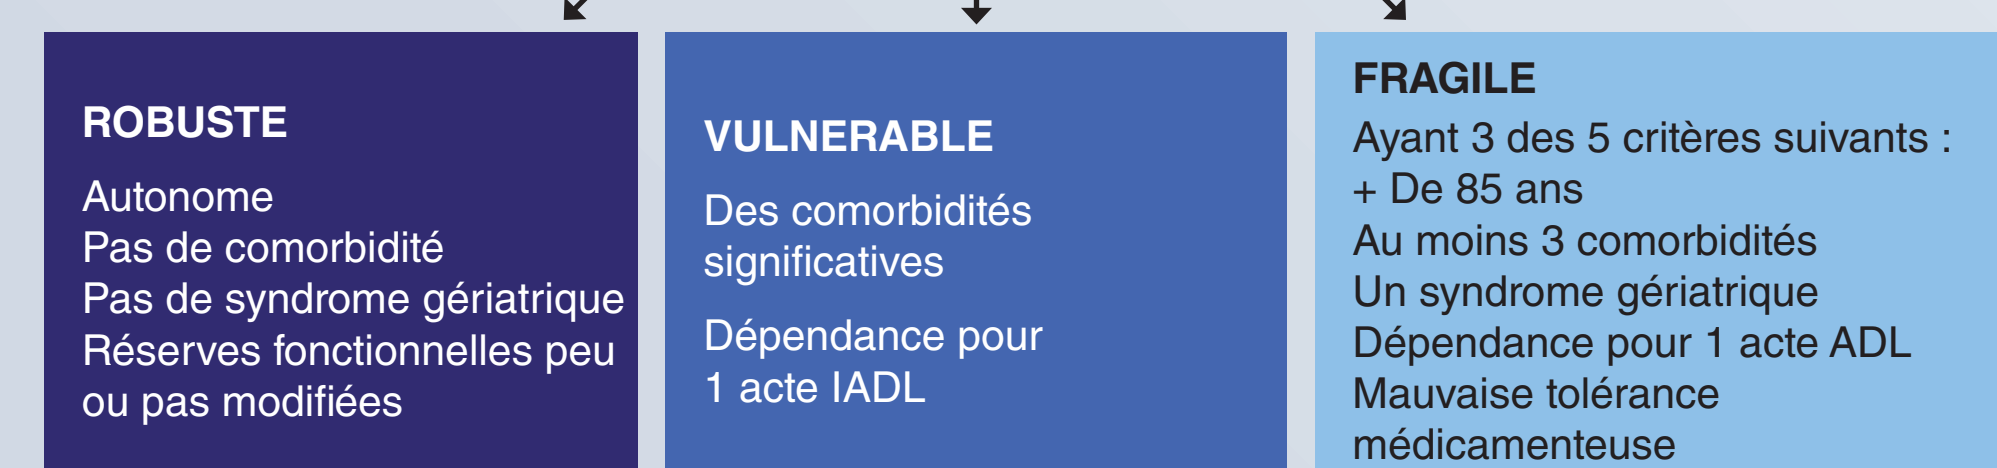 ROBUSTE
Autonome
Pas de comorbidité
Pas de syndrome gériatrique
Réserves fonctionnelles peu
ou pas modifiées
VULNERABLE
Des comorbidités
significatives
Dépendance pour
1 acte IADL
FRAGILE
Ayant 3 des 5 critères suivants :
+ De 85 ans
Au moins 3 comorbidités
Un syndrome gériatrique
Dépendance pour 1 acte ADL
Mauvaise tolérance
médicamenteuse